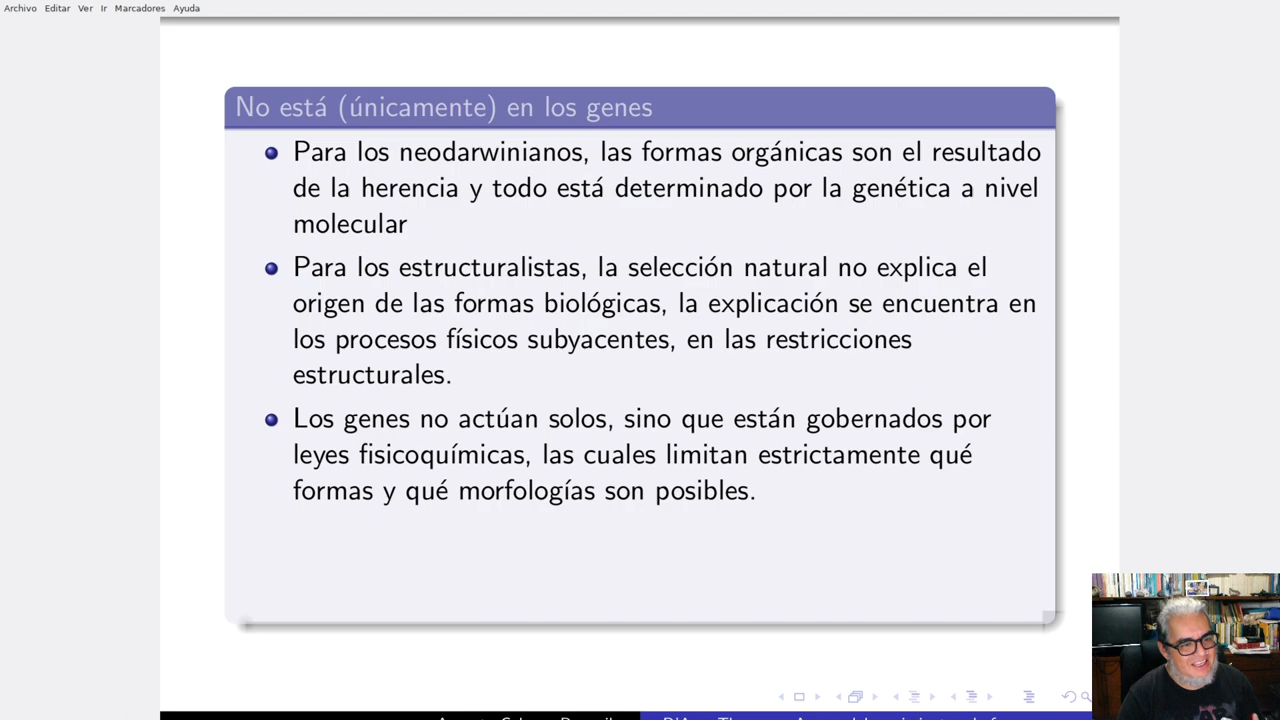 Archivo Editar Ver Ir Marcadores Ayuda
No está (únicamente) en los genes
Para los neodarwinianos, las formas orgánicas son el resultado
de la herencia y todo está determinado por la genética a nivel
molecular
Para los estructuralistas, la selección natural no explica el
origen de las formas biológicas, la explicación se encuentra en
los procesos físicos subyacentes, en las restricciones
estructurales.
Los genes no actúan solos, sino que están gobernados por
leyes fisicoquímicas, las cuales limitan estrictamente qué
formas y qué morfologías son posibles.